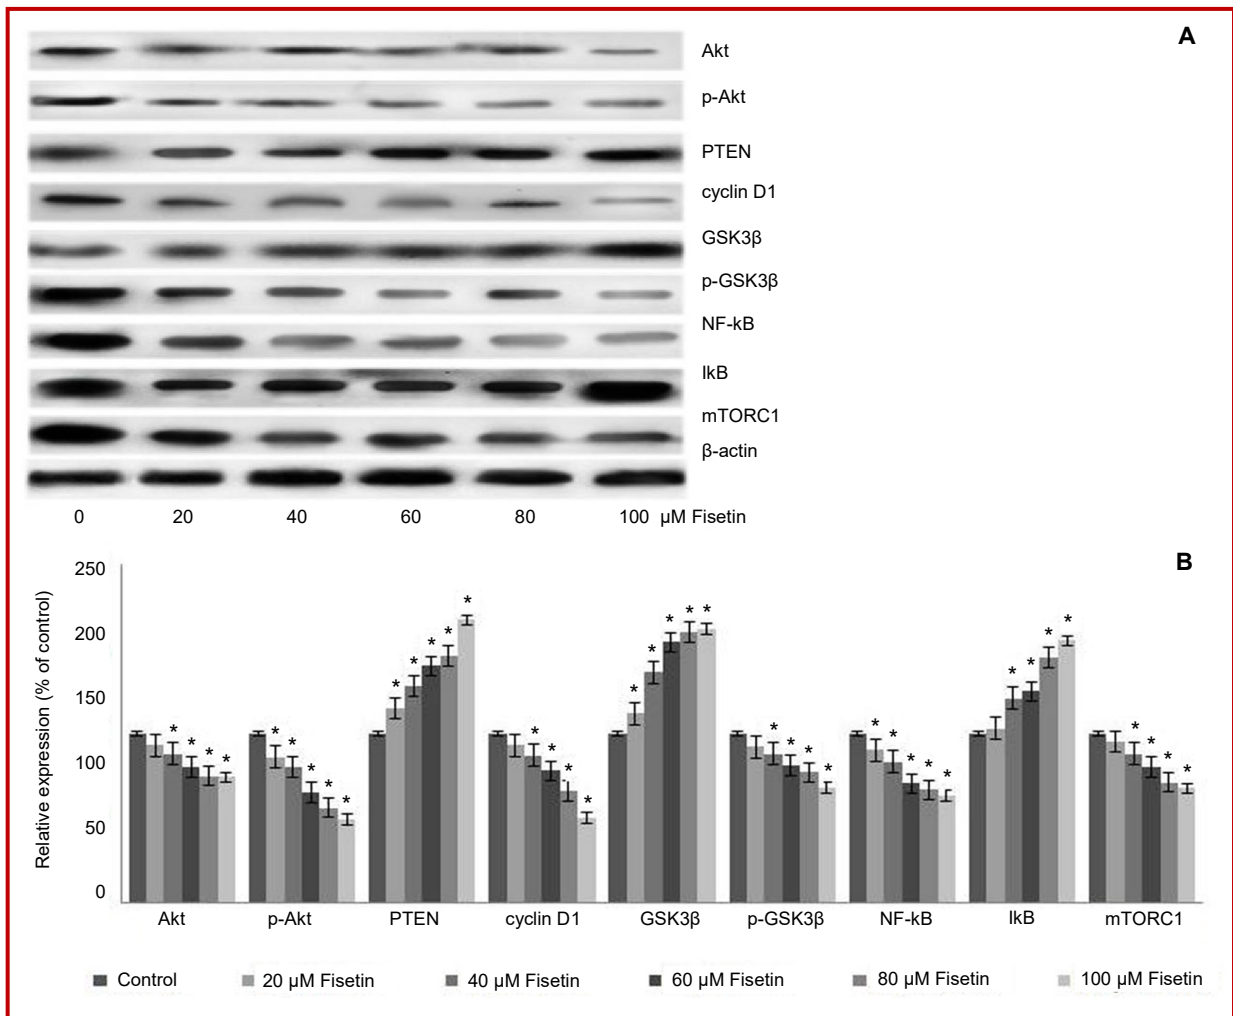 A
Akt
p-Akt
PTEN
cyclin D1
GSK3β
p-GSK3β
NF-kB
IkB
mTORC1
β-actin
0 20 40 60 80 100 µM Fisetin
B
Relative expression (% of control)
250
200
150
100
50
0
* * * * * * * * * * * * * * * * * * * * * * * * * * * * * * * * * * * * * * *
Akt p-Akt PTEN cyclin D1 GSK3β p-GSK3β NF-kB IkB mTORC1
Control 20 µM Fisetin 40 µM Fisetin 60 µM Fisetin 80 µM Fisetin 100 µM Fisetin